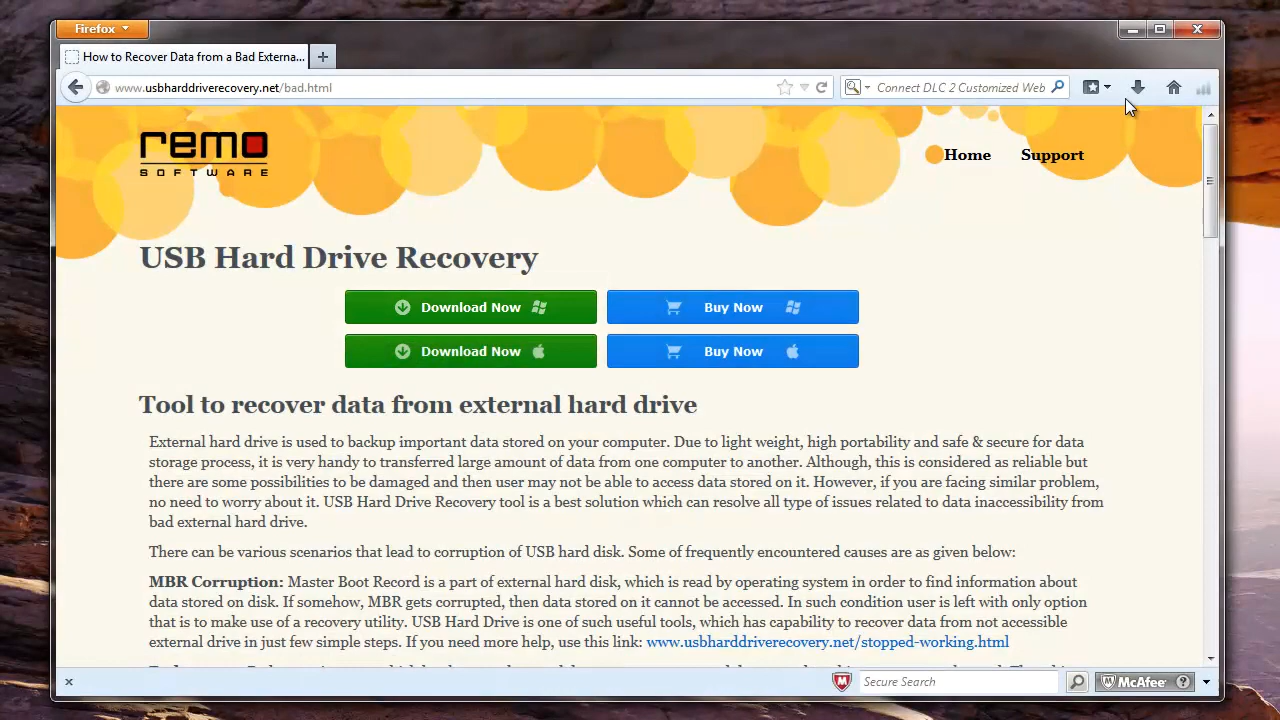 Firefox
How to Recover Data from a Bad Externa...
www.usbharddriverecovery.net/bad.html
Connect DLC 2 Customized Web
remo
SOFTWARE
Home
Support
USB Hard Drive Recovery
Download Now
Buy Now
Download Now
Buy Now
Tool to recover data from external hard drive
External hard drive is used to backup important data stored on your computer. Due to light weight, high portability and safe & secure for data
storage process, it is very handy to transferred large amount of data from one computer to another. Although, this is considered as reliable but
there are some possibilities to be damaged and then user may not be able to access data stored on it. However, if you are facing similar problem,
no need to worry about it. USB Hard Drive Recovery tool is a best solution which can resolve all type of issues related to data inaccessibility from
bad external hard drive.
There can be various scenarios that lead to corruption of USB hard disk. Some of frequently encountered causes are as given below:
MBR Corruption: Master Boot Record is a part of external hard disk, which is read by operating system in order to find information about
data stored on disk. If somehow, MBR gets corrupted, then data stored on it cannot be accessed. In such condition user is left with only option
that is to make use of a recovery utility. USB Hard Drive is one of such useful tools, which has capability to recover data from not accessible
external drive in just few simple steps. If you need more help, use this link: www.usbharddriverecovery.net/stopped-working.html
Secure Search
McAfee